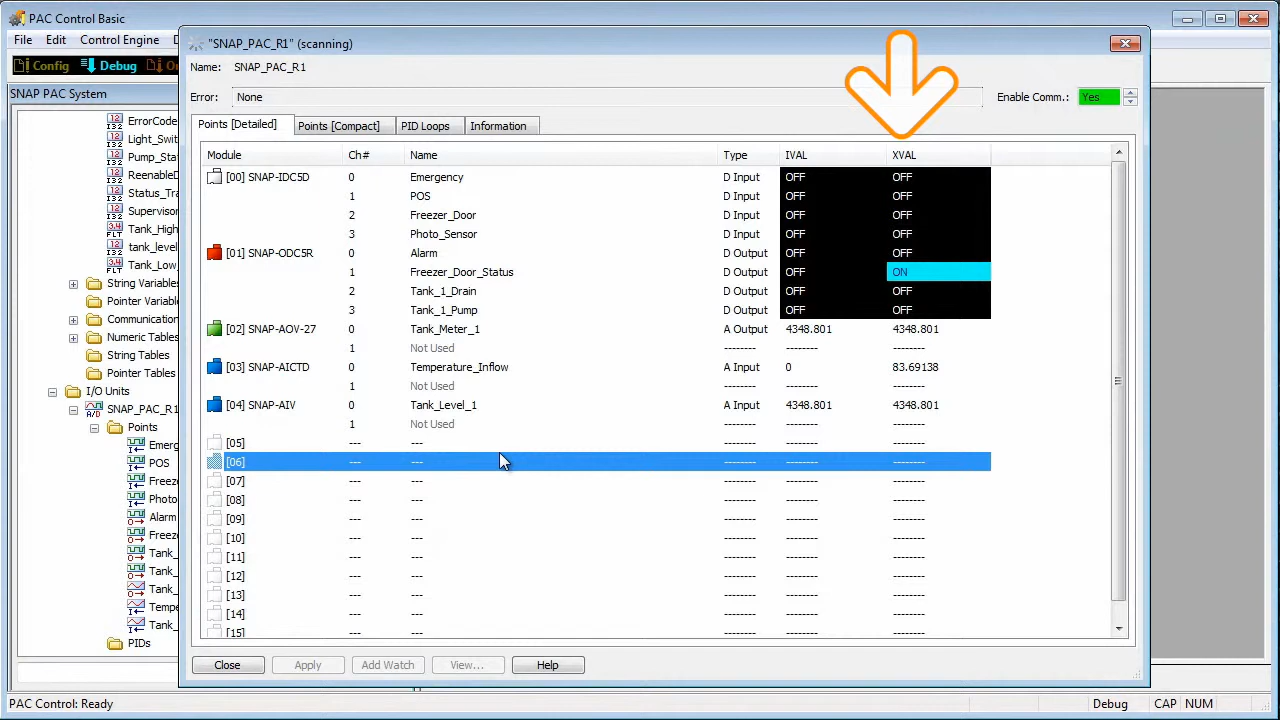 PAC Control Basic
File Edit Control Engine
Config Debug
SNAP PAC System
ErrorCode
Light_Swit
Pump_Stat
ReenableD
Status_Tra
Supervisor
Tank_High
tank_level
Tank_Low_
String Variables
Pointer Variabl
Communication
Numeric Tables
String Tables
Pointer Tables
I/O Units
SNAP_PAC_R1
Points
Emerg
POS
Freeze
Photo
Alarm
Freeze
Tank_
Tank_
Tank_
Tempe
Tank_
PIDs
"SNAP_PAC_R1" (scanning)
Name: SNAP_PAC_R1
Error: None Enable Comm.: Yes
Points [Detailed] Points [Compact] PID Loops Information
Module Ch# Name Type IVAL XVAL
[00] SNAP-IDC5D 0 Emergency D Input OFF OFF
1 POS D Input OFF OFF
2 Freezer_Door D Input OFF OFF
3 Photo_Sensor D Input OFF OFF
[01] SNAP-ODC5R 0 Alarm D Output OFF OFF
1 Freezer_Door_Status D Output OFF ON
2 Tank_1_Drain D Output OFF OFF
3 Tank_1_Pump D Output OFF OFF
[02] SNAP-AOV-27 0 Tank_Meter_1 A Output 4348.801 4348.801
1 Not Used -------- -------- --------
[03] SNAP-AICTD 0 Temperature_Inflow A Input 0 83.69138
1 Not Used -------- -------- --------
[04] SNAP-AIV 0 Tank_Level_1 A Input 4348.801 4348.801
1 Not Used -------- -------- --------
[05] --- --- -------- -------- --------
[06] --- --- -------- -------- --------
[07] --- --- -------- -------- --------
[08] --- --- -------- -------- --------
[09] --- --- -------- -------- --------
[10] --- --- -------- -------- --------
[11] --- --- -------- -------- --------
[12] --- --- -------- -------- --------
[13] --- --- -------- -------- --------
[14] --- --- -------- -------- --------
[15] --- --- -------- -------- --------
Close Apply Add Watch View... Help
PAC Control: Ready Debug CAP NUM